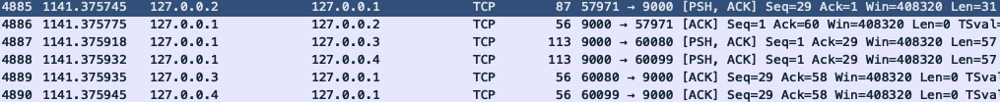 4885 1141.375745 127.0.0.2 127.0.0.1 TCP 87 57971 → 9000 [PSH, ACK] Seq=29 Ack=1 Win=408320 Len=31
4886 1141.375775 127.0.0.1 127.0.0.2 TCP 56 9000 → 57971 [ACK] Seq=1 Ack=60 Win=408320 Len=0 TSval=
4887 1141.375918 127.0.0.1 127.0.0.3 TCP 113 9000 → 60080 [PSH, ACK] Seq=1 Ack=29 Win=408320 Len=57
4888 1141.375932 127.0.0.1 127.0.0.4 TCP 113 9000 → 60099 [PSH, ACK] Seq=1 Ack=29 Win=408320 Len=57
4889 1141.375935 127.0.0.3 127.0.0.1 TCP 56 60080 → 9000 [ACK] Seq=29 Ack=58 Win=408320 Len=0 TSval
4890 1141.375945 127.0.0.4 127.0.0.1 TCP 56 60099 → 9000 [ACK] Seq=29 Ack=58 Win=408320 Len=0 TSval